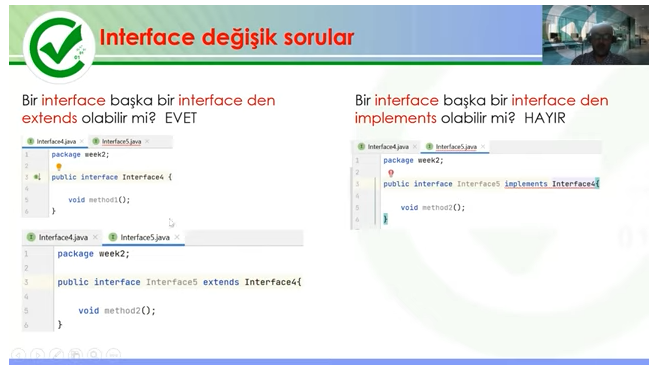 Interface değişik sorular
01
Bir interface başka bir interface den
extends olabilir mi? EVET
Interface4.java Interface5.java
1 package week2;
2
3 public interface Interface4 {
4
5 void method1();
6 }
Interface4.java Interface5.java
1 package week2;
2
3 public interface Interface5 extends Interface4{
4
5 void method2();
6 }
Bir interface başka bir interface den
implements olabilir mi? HAYIR
Interface4.java Interface5.java
1 package week2;
2
3 public interface Interface5 implements Interface4{
4
5 void method2();
6 }